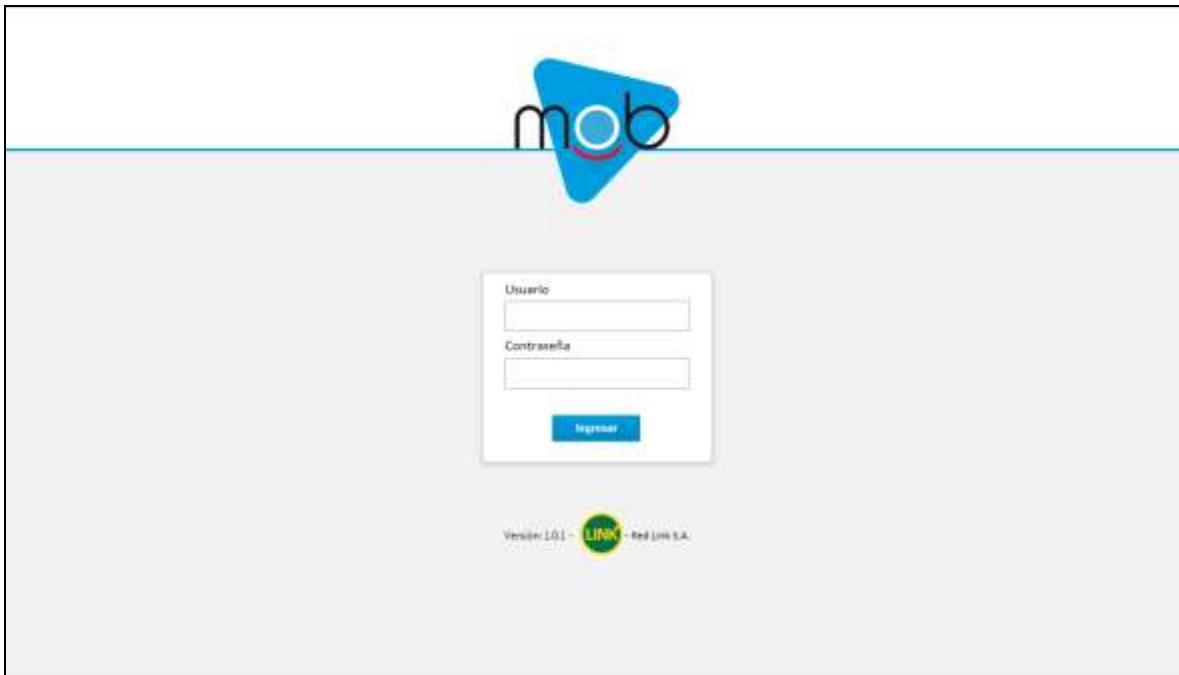 mob
Usuario
Contraseña
Ingresar
Versión: 1.0.1 - LINK - Red Link S.A.